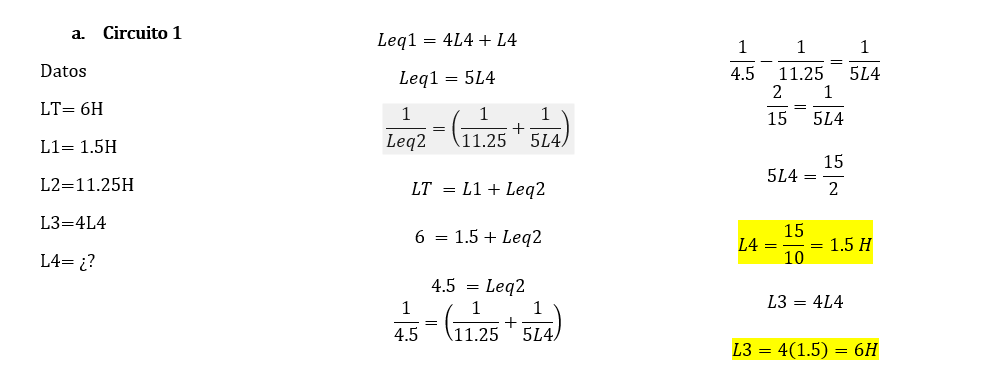 a. Circuito 1
Datos
LT= 6H
L1= 1.5H
L2=11.25H
L3=4L4
L4= ¿?
Leq1 = 4L4 + L4
Leq1 = 5L4
1/Leq2 = (1/11.25 + 1/5L4)
LT = L1 + Leq2
6 = 1.5 + Leq2
4.5 = Leq2
1/4.5 = (1/11.25 + 1/5L4)
1/4.5 − 1/11.25 = 1/5L4
2/15 = 1/5L4
5L4 = 15/2
L4 = 15/10 = 1.5 H
L3 = 4L4
L3 = 4(1.5) = 6H